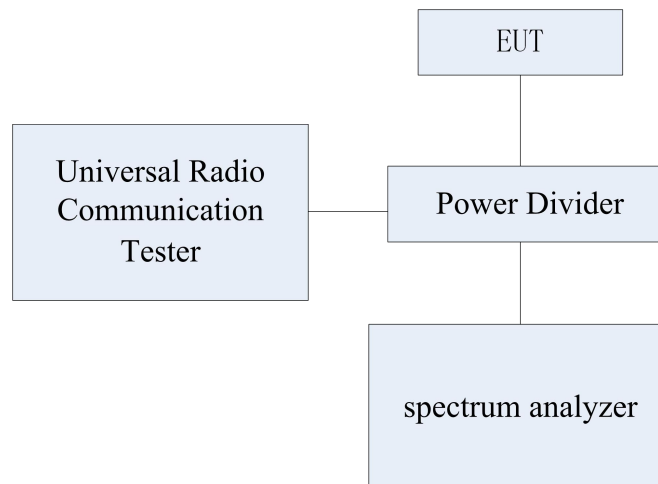 EUT
Universal Radio
Communication
Tester
Power Divider
spectrum analyzer